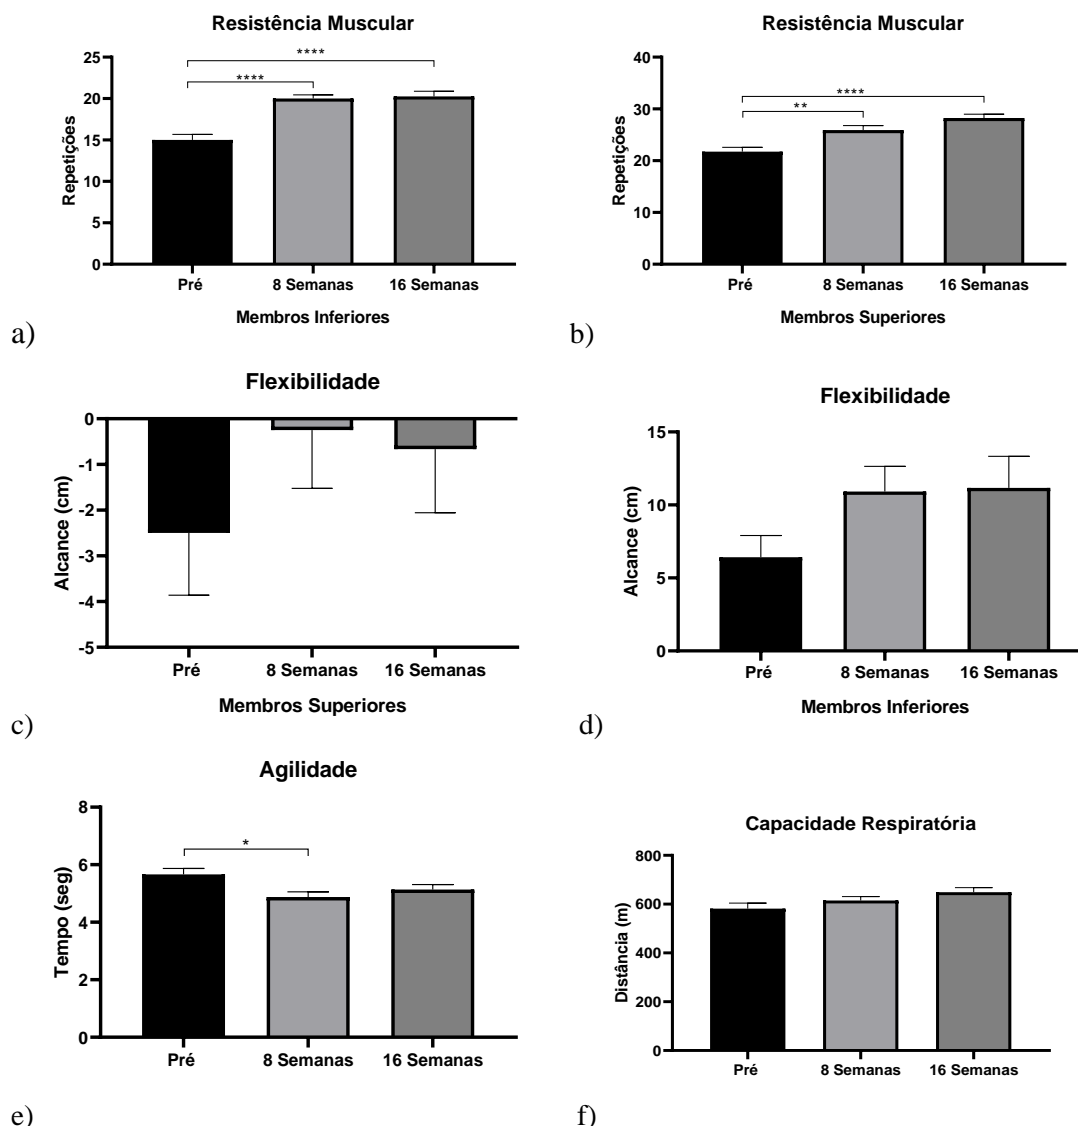 Resistência Muscular
Repetições
25
20
15
10
5
0
****
****
Pré 8 Semanas 16 Semanas
Membros Inferiores
a)
Resistência Muscular
Repetições
40
30
20
10
0
****
**
Pré 8 Semanas 16 Semanas
Membros Superiores
b)
Flexibilidade
Alcance (cm)
0
-1
-2
-3
-4
-5
Pré 8 Semanas 16 Semanas
Membros Superiores
c)
Flexibilidade
Alcance (cm)
15
10
5
0
Pré 8 Semanas 16 Semanas
Membros Inferiores
d)
Agilidade
Tempo (seg)
8
6
4
2
0
*
Pré 8 Semanas 16 Semanas
e)
Capacidade Respiratória
Distância (m)
800
600
400
200
0
Pré 8 Semanas 16 Semanas
f)